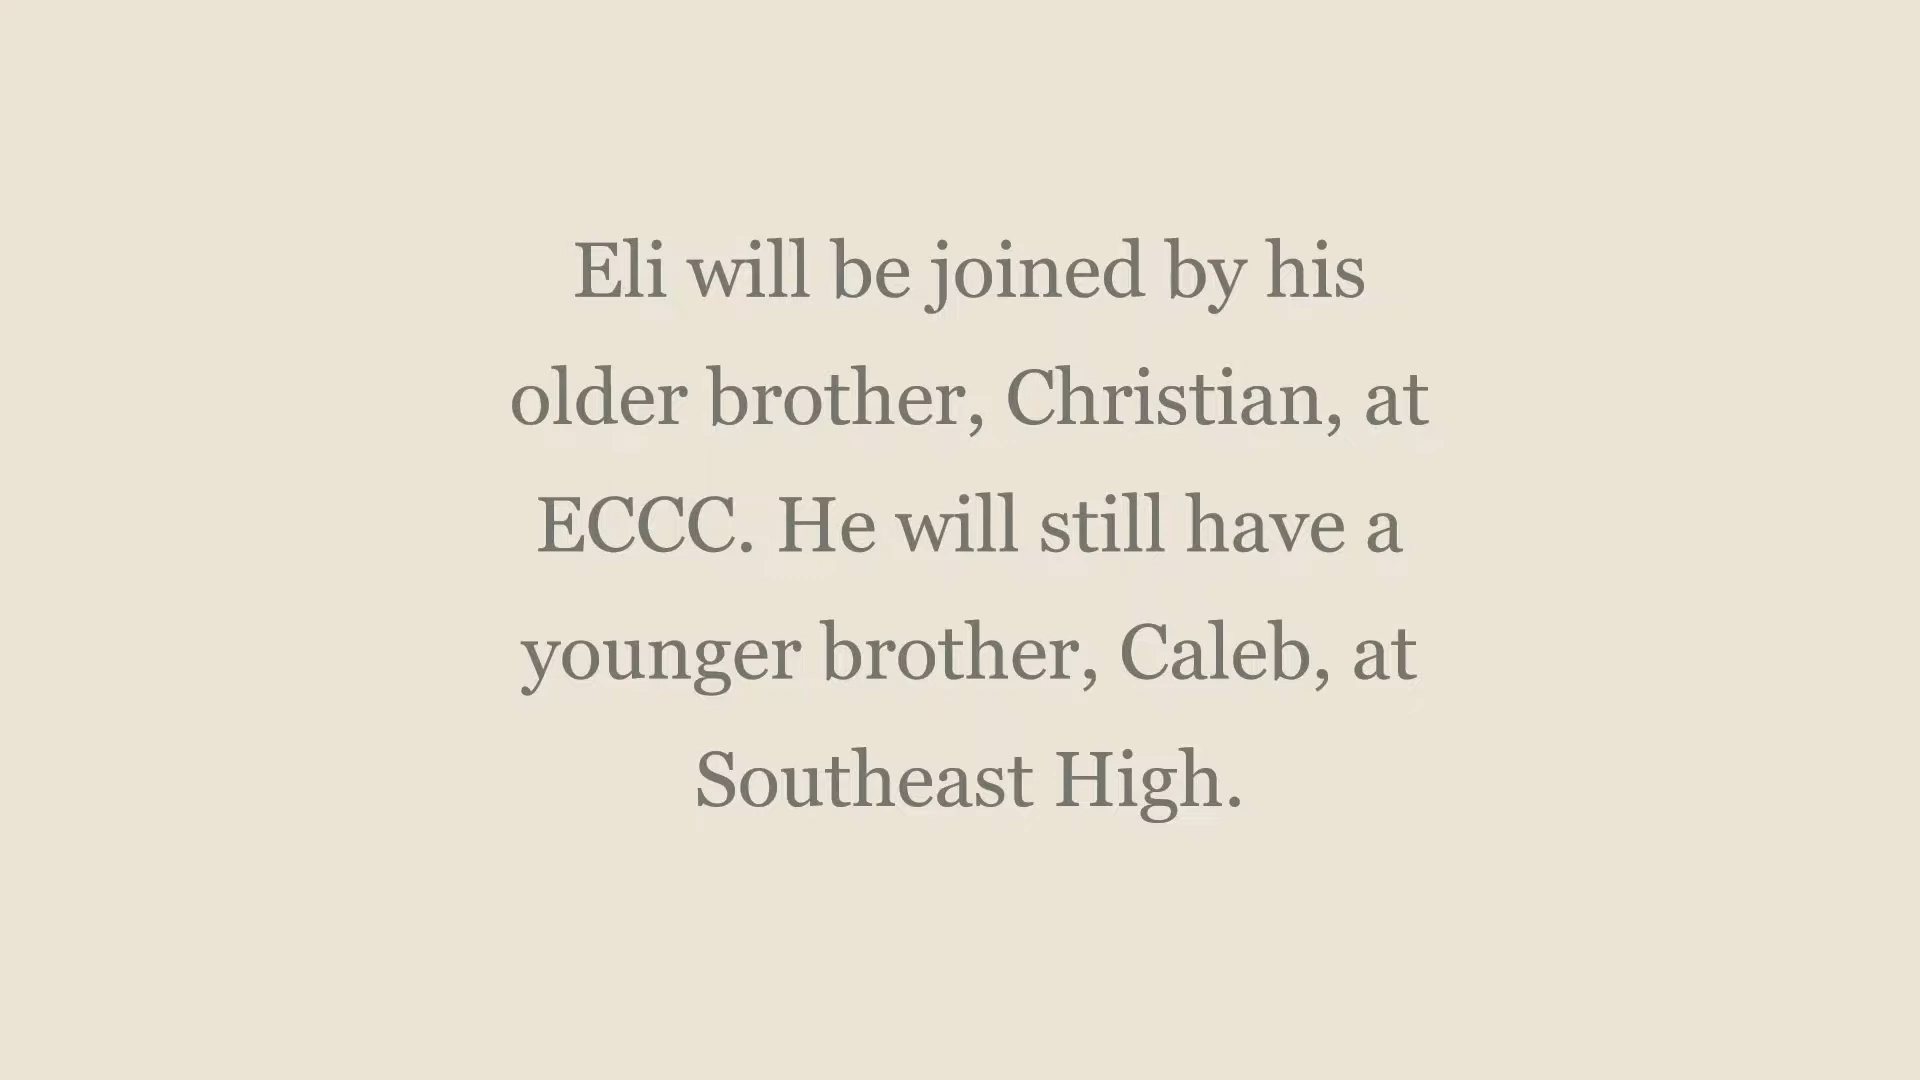 Eli will be joined by his
older brother, Christian, at
ECCC. He will still have a
younger brother, Caleb, at
Southeast High.